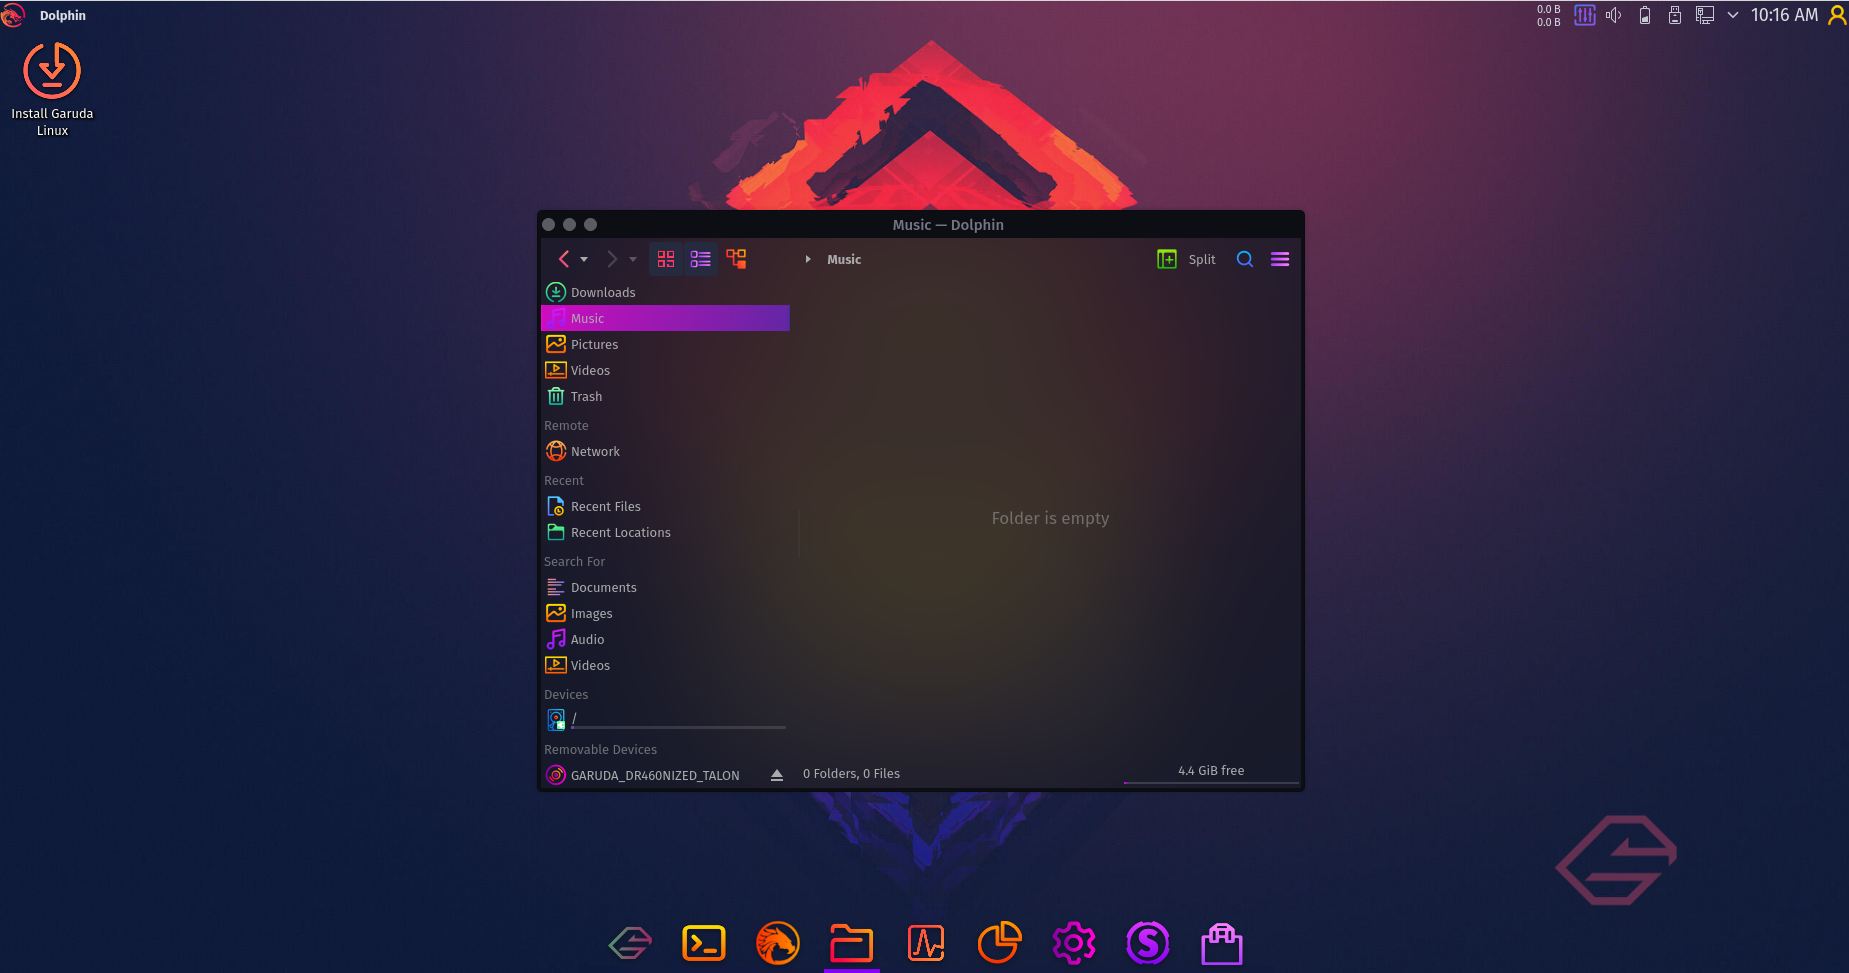 Dolphin
0.0 B
0.0 B
10:16 AM
Install Garuda
Linux
Music — Dolphin
Music
Split
Downloads
Music
Pictures
Videos
Trash
Remote
Network
Recent
Recent Files
Recent Locations
Search For
Documents
Images
Audio
Videos
Devices
/
Removable Devices
GARUDA_DR460NIZED_TALON
Folder is empty
0 Folders, 0 Files
4.4 GiB free